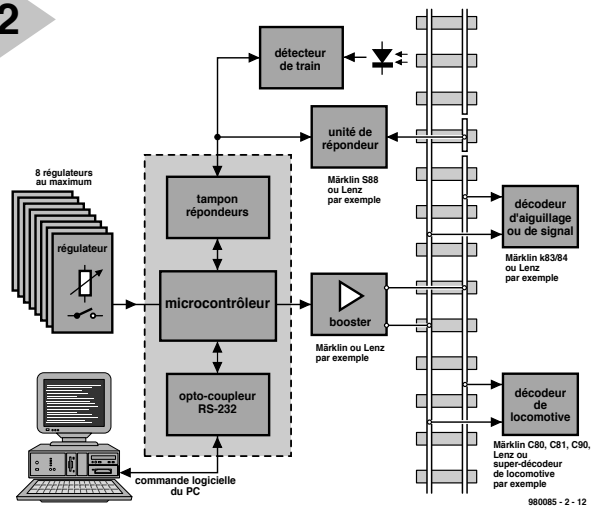 2
détecteur
de train
unité de
répondeur
Märklin S88
ou Lenz
par exemple
8 régulateurs
au maximum
régulateur
tampon
répondeurs
microcontrôleur
opto-coupleur
RS-232
booster
Märklin ou Lenz
par exemple
décodeur
d'aiguillage
ou de signal
Märklin k83/84
ou Lenz
par exemple
décodeur
de
locomotive
Märklin C80, C81, C90,
Lenz ou
super-décodeur
de locomotive
par exemple
commande logicielle
du PC
980085 - 2 - 12